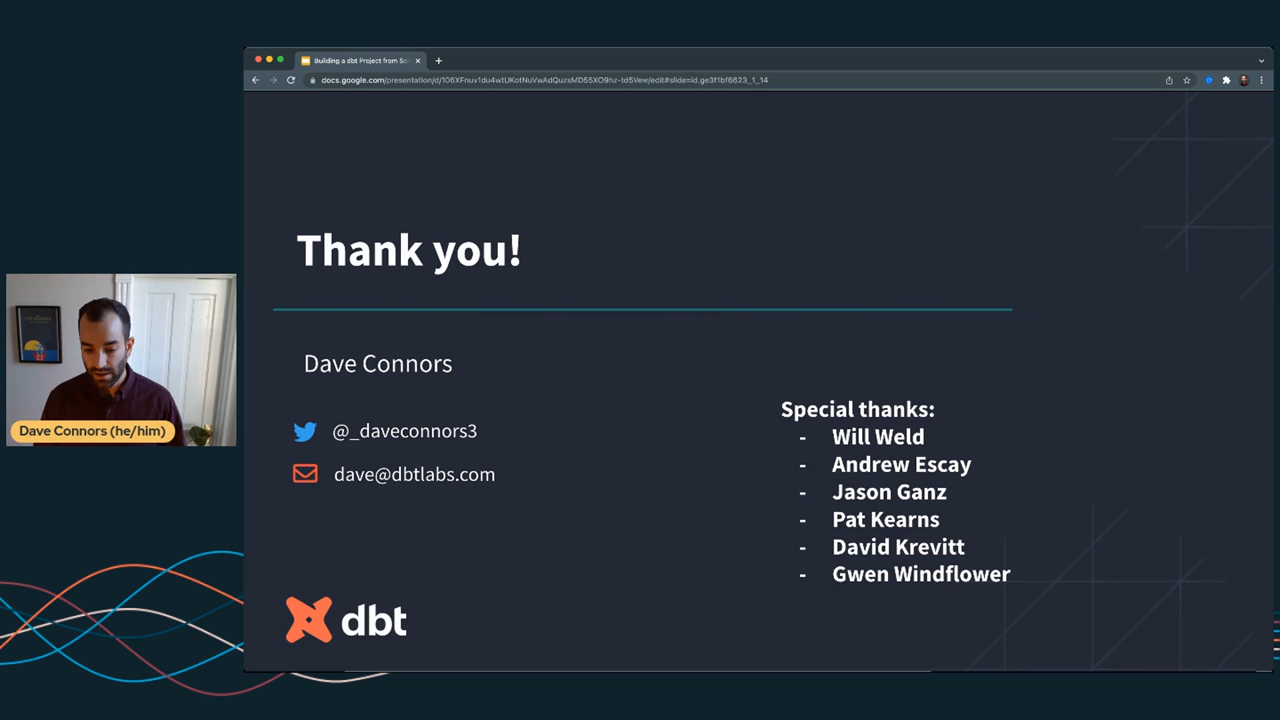 Building a dbt Project from Scr
docs.google.com/presentation/d/106XFnuv1du4wtUKotNuVwAdQuzsMD55XO9hz-td5Vew/edit#slide=id.ge3f1bf6623_1_14
Thank you!
Dave Connors
@_daveconnors3
dave@dbtlabs.com
Special thanks:
- Will Weld
- Andrew Escay
- Jason Ganz
- Pat Kearns
- David Krevitt
- Gwen Windflower
dbt
Dave Connors (he/him)